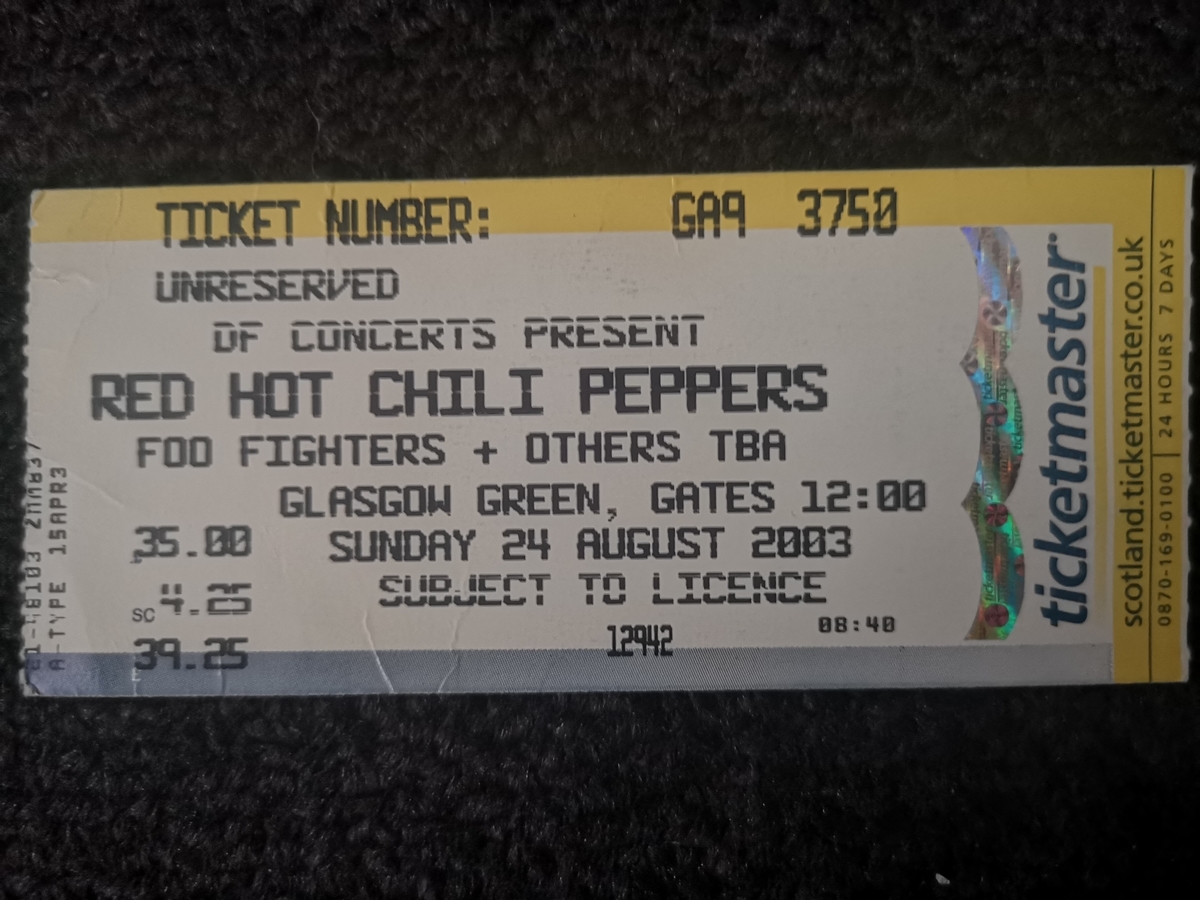 TICKET NUMBER: GA9 3750
UNRESERVED
DF CONCERTS PRESENT
RED HOT CHILI PEPPERS
FOO FIGHTERS + OTHERS TBA
GLASGOW GREEN, GATES 12:00
35.00 SUNDAY 24 AUGUST 2003
SC 4.25 SUBJECT TO LICENCE
12942 08:40
39.25
A-TYPE 15APR3
ticketmaster
scotland.ticketmaster.co.uk
0870-169-0100 24 HOURS 7 DAYS